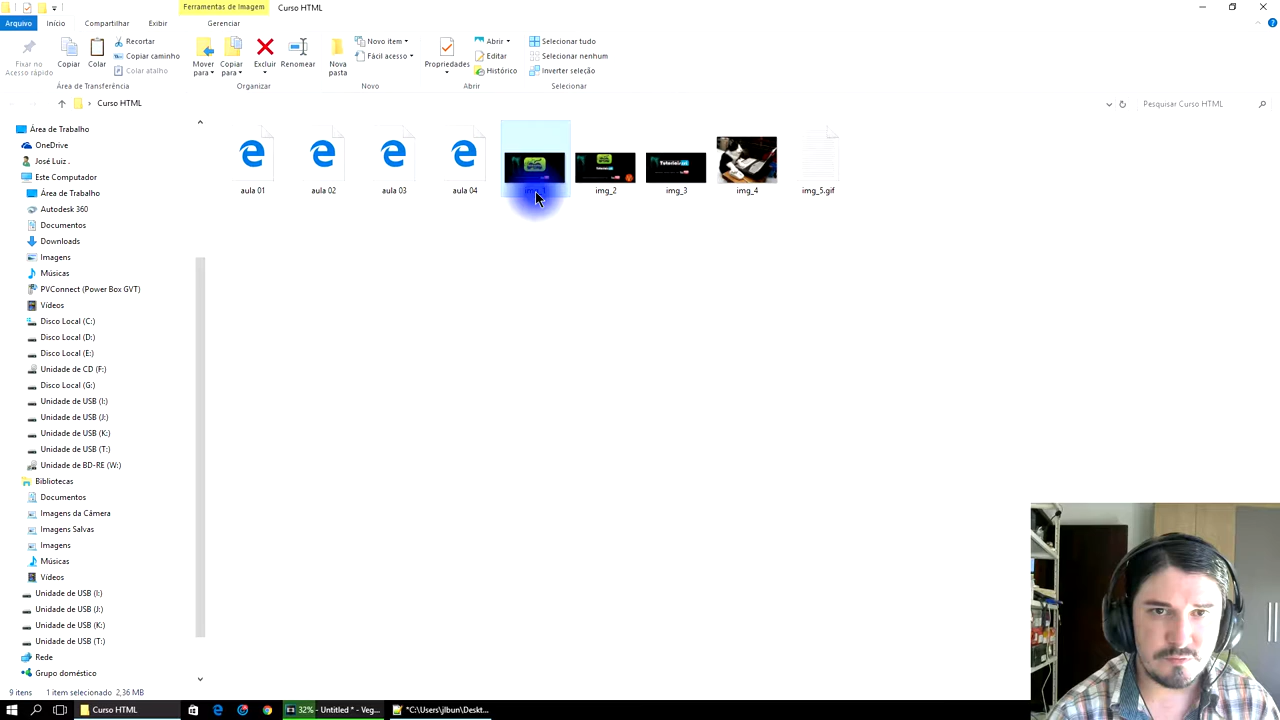 Ferramentas de Imagem
Curso HTML
Arquivo
Início
Compartilhar
Exibir
Gerenciar
Fixar no Acesso rápido
Copiar
Colar
Recortar
Copiar caminho
Colar atalho
Área de Transferência
Mover para
Copiar para
Excluir
Renomear
Organizar
Nova pasta
Novo item
Fácil acesso
Novo
Propriedades
Abrir
Editar
Histórico
Abrir
Selecionar tudo
Selecionar nenhum
Inverter seleção
Selecionar
Curso HTML
Pesquisar Curso HTML
Área de Trabalho
OneDrive
José Luiz .
Este Computador
Área de Trabalho
Autodesk 360
Documentos
Downloads
Imagens
Músicas
PVConnect (Power Box GVT)
Vídeos
Disco Local (C:)
Disco Local (D:)
Disco Local (E:)
Unidade de CD (F:)
Disco Local (G:)
Unidade de USB (I:)
Unidade de USB (J:)
Unidade de USB (K:)
Unidade de USB (T:)
Unidade de BD-RE (W:)
Bibliotecas
Documentos
Imagens da Câmera
Imagens Salvas
Imagens
Músicas
Vídeos
Unidade de USB (I:)
Unidade de USB (J:)
Unidade de USB (K:)
Unidade de USB (T:)
Rede
Grupo doméstico
aula 01
aula 02
aula 03
aula 04
img_1
img_2
img_3
img_4
img_5.gif
9 itens
1 item selecionado 2,36 MB
Curso HTML
32% - Untitled * - Veg...
*C:\Users\jlbun\Deskt...